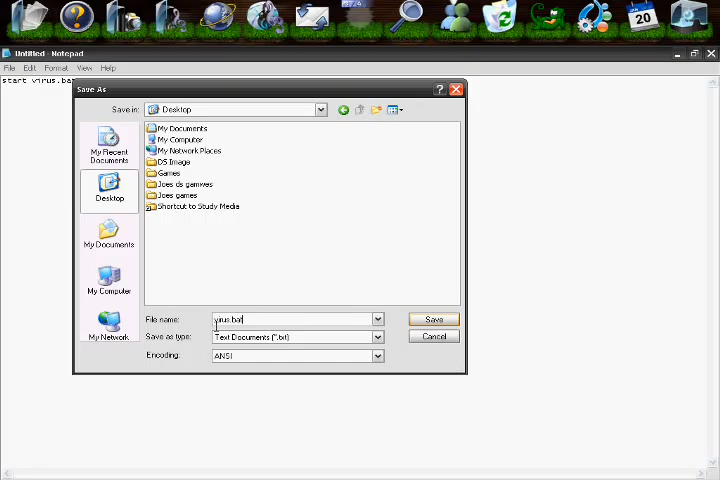 20
Untitled - Notepad
File Edit Format View Help
start virus.bat
Save As
Save in: Desktop
My Recent Documents
Desktop
My Documents
My Computer
My Network
My Documents
My Computer
My Network Places
DS Image
Games
Joes ds gamwes
Joes games
Shortcut to Study Media
File name: virus.bat Save
Save as type: Text Documents (*.txt) Cancel
Encoding: ANSI